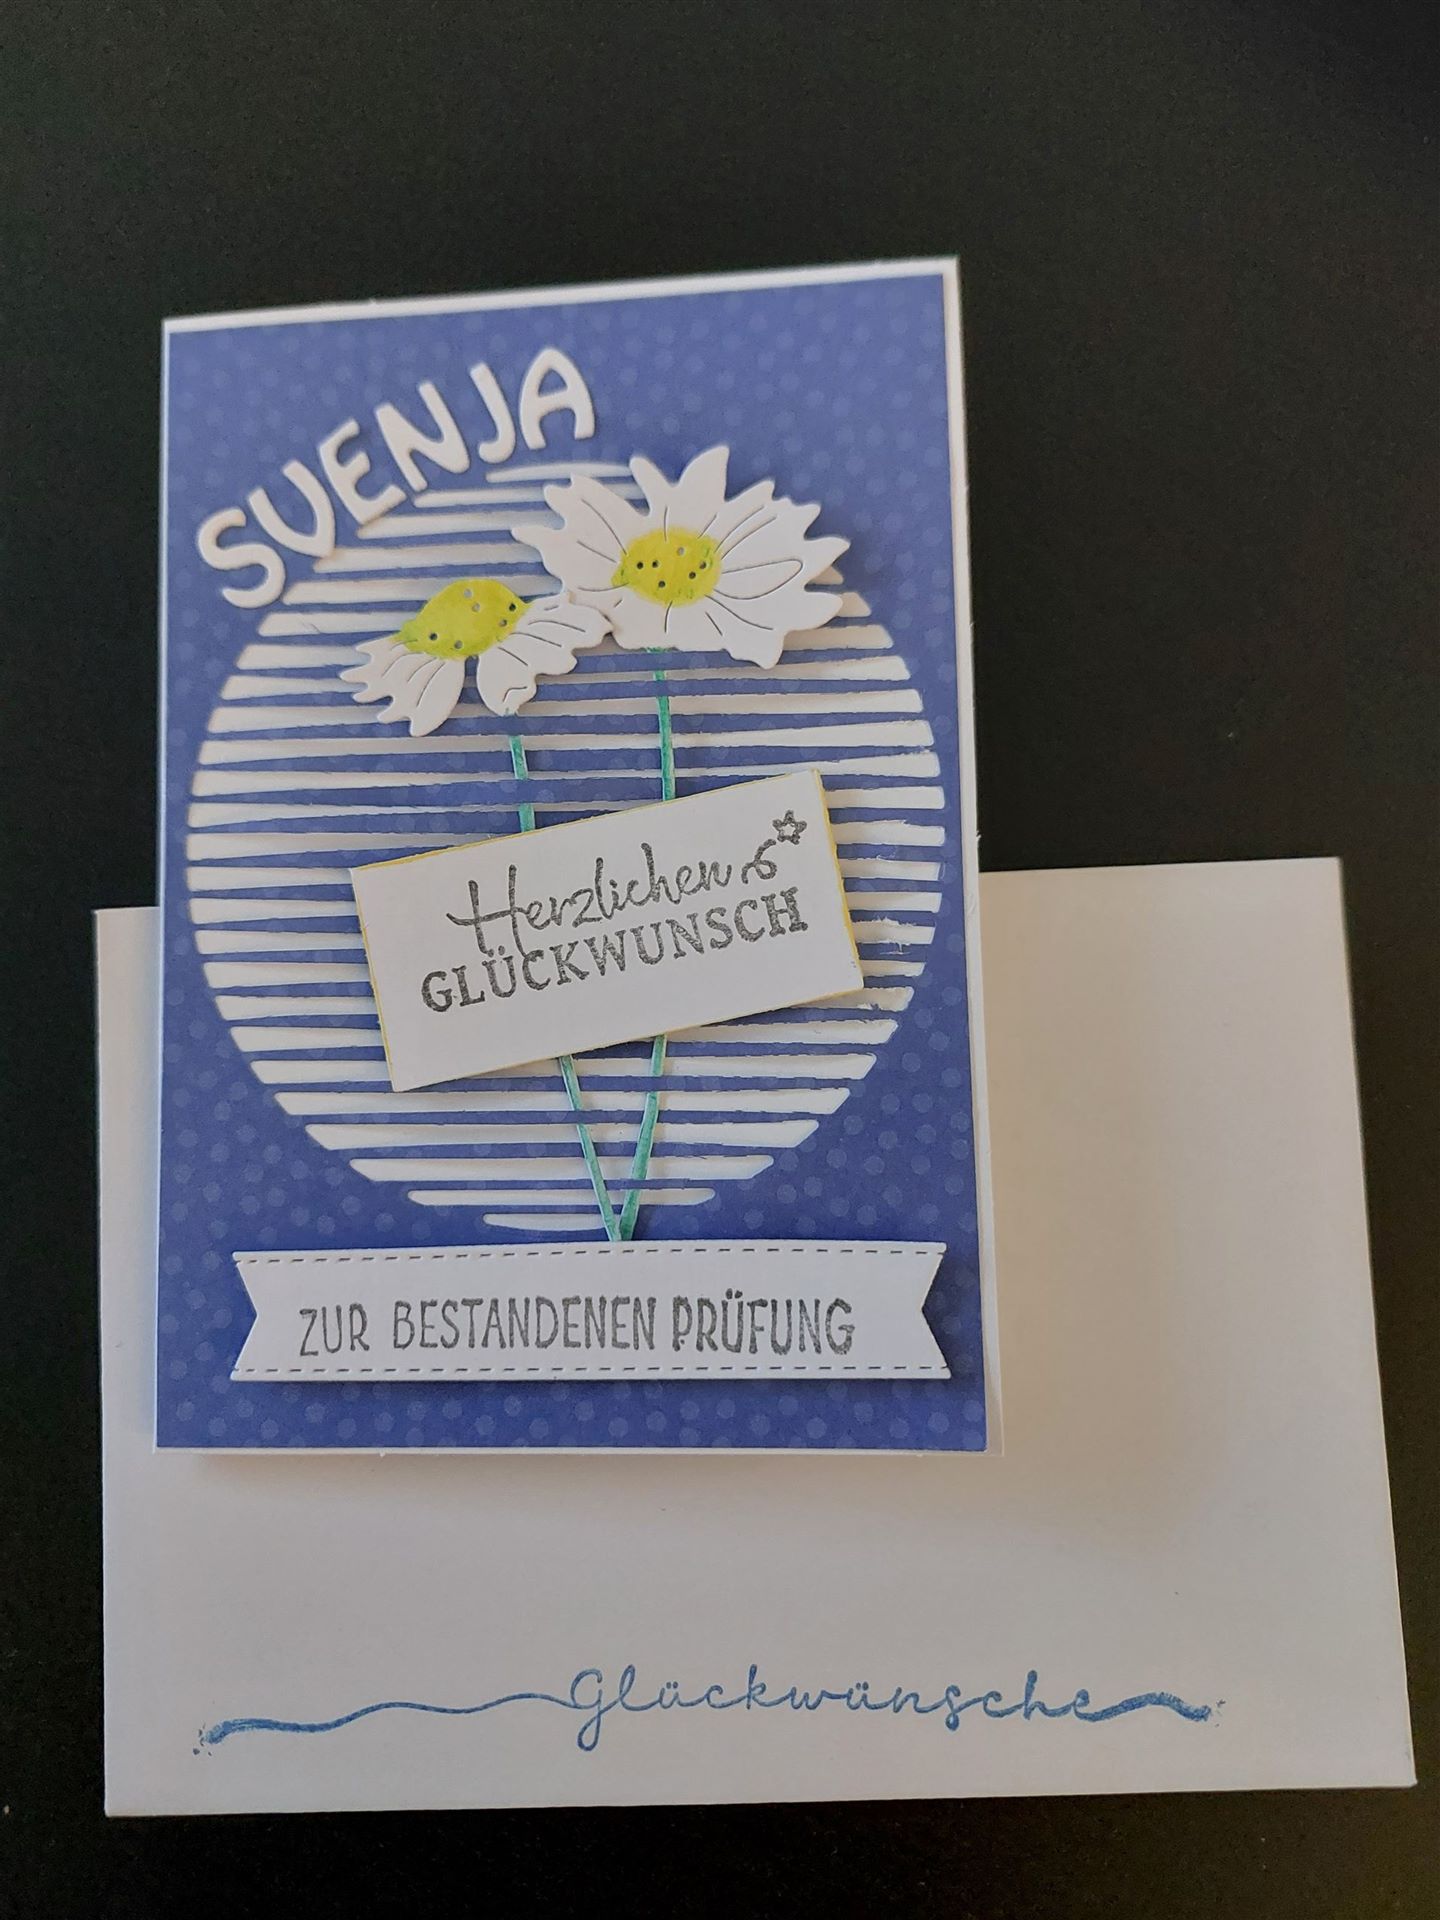 SVENJA
Herzlichen
GLÜCKWUNSCH
ZUR BESTANDENEN PRÜFUNG
Glückwünsche